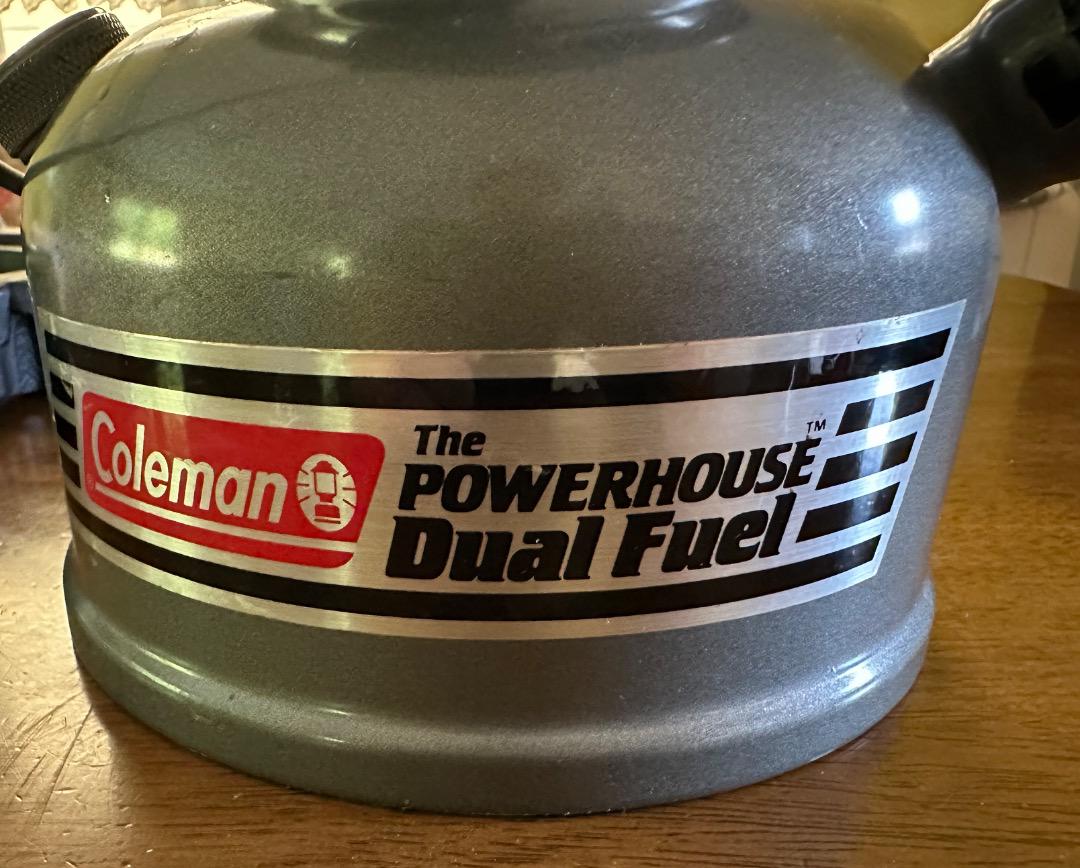 Coleman
The
POWERHOUSE™
Dual Fuel